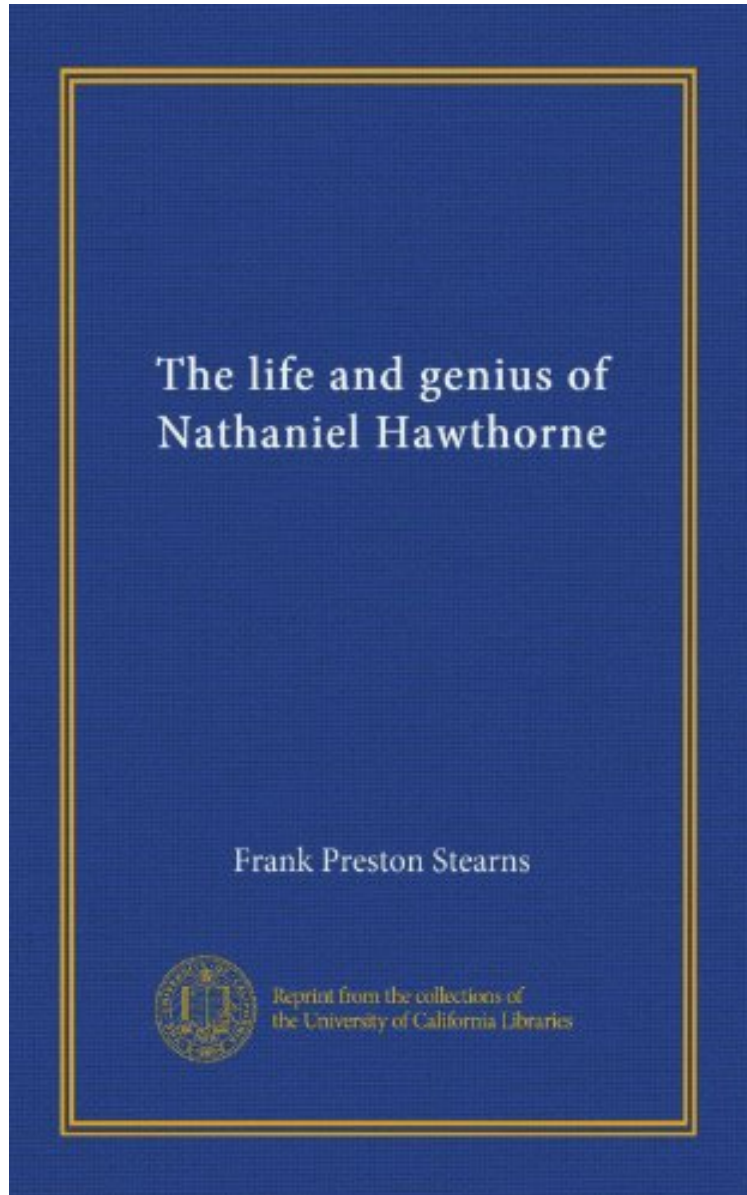 The life and genius of
Nathaniel Hawthorne
Frank Preston Stearns
Reprint from the collections of
the University of California Libraries